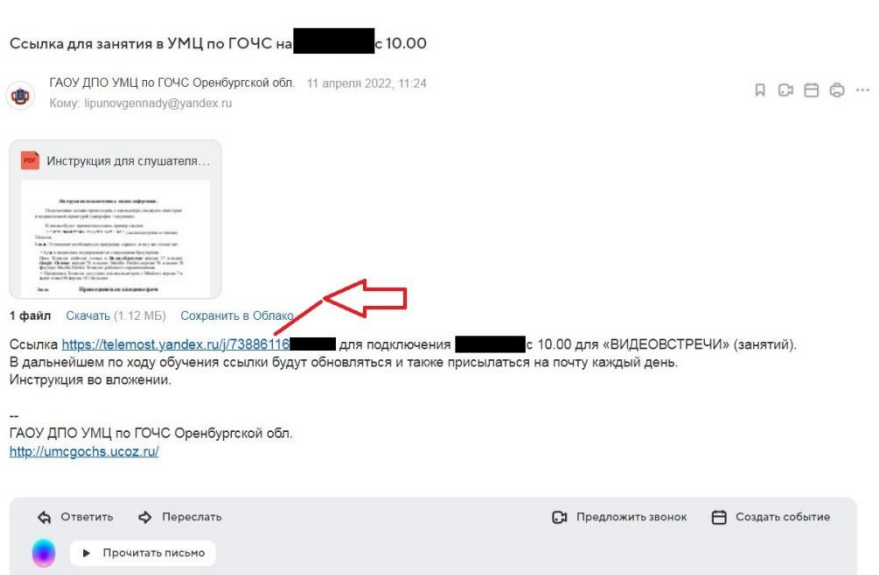 Ссылка для занятия в УМЦ по ГОЧС на с 10.00
ГАОУ ДПО УМЦ по ГОЧС Оренбургской обл. 11 апреля 2022, 11:24
Кому: lipunovgennady@yandex.ru
PDF Инструкция для слушателя...
1 файл Скачать (1.12 МБ) Сохранить в Облако
Ссылка https://telemost.yandex.ru/j/73886116 для подключения с 10.00 для «ВИДЕОВСТРЕЧИ» (занятий).
В дальнейшем по ходу обучения ссылки будут обновляться и также присылаться на почту каждый день.
Инструкция во вложении.
--
ГАОУ ДПО УМЦ по ГОЧС Оренбургской обл.
http://umcgochs.ucoz.ru/
Ответить Переслать Предложить звонок Создать событие
Прочитать письмо